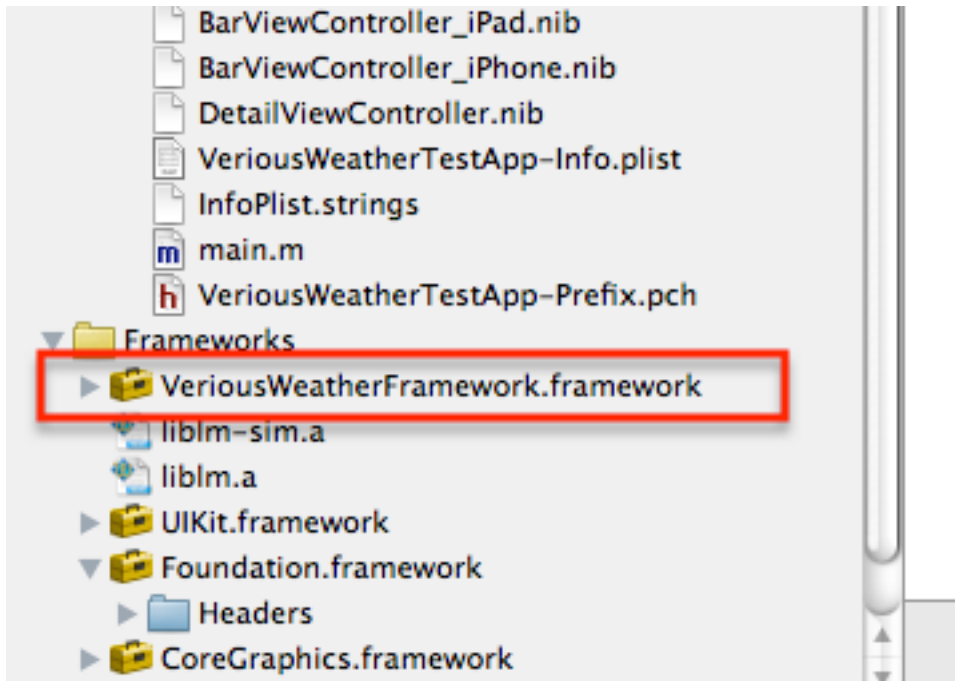 BarViewController_iPad.nib
BarViewController_iPhone.nib
DetailViewController.nib
VeriousWeatherTestApp-Info.plist
InfoPlist.strings
m main.m
h VeriousWeatherTestApp-Prefix.pch
Frameworks
VeriousWeatherFramework.framework
liblm-sim.a
liblm.a
UIKit.framework
Foundation.framework
Headers
CoreGraphics.framework